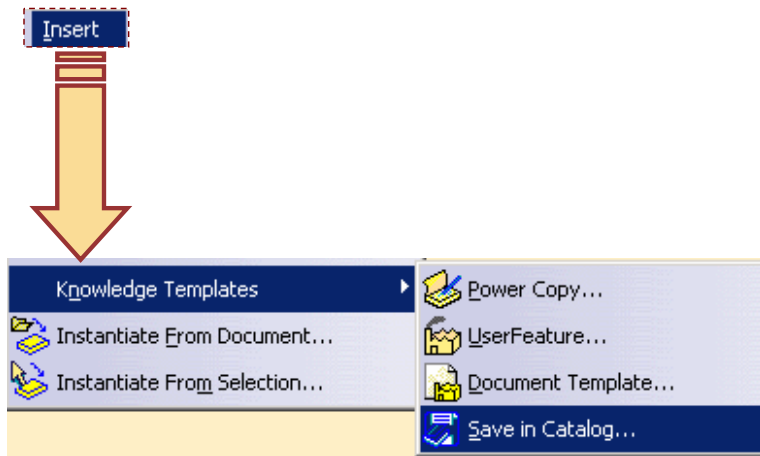 Insert
Knowledge Templates
Power Copy...
Instantiate From Document...
UserFeature...
Instantiate From Selection...
Document Template...
Save in Catalog...